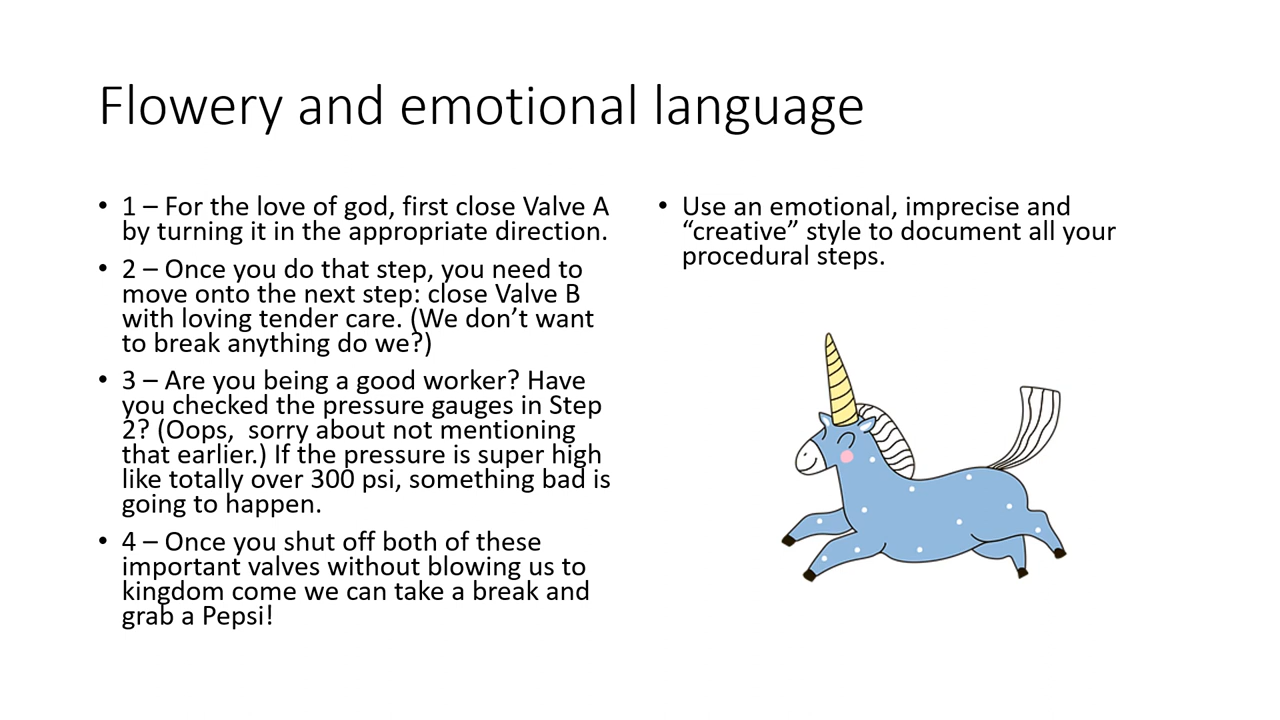 Flowery and emotional language
• 1 – For the love of god, first close Valve A
by turning it in the appropriate direction.
• 2 – Once you do that step, you need to
move onto the next step: close Valve B
with loving tender care. (We don’t want
to break anything do we?)
• 3 – Are you being a good worker? Have
you checked the pressure gauges in Step
2? (Oops,  sorry about not mentioning
that earlier.) If the pressure is super high
like totally over 300 psi, something bad is
going to happen.
• 4 – Once you shut off both of these
important valves without blowing us to
kingdom come we can take a break and
grab a Pepsi!
• Use an emotional, imprecise and
“creative” style to document all your
procedural steps.